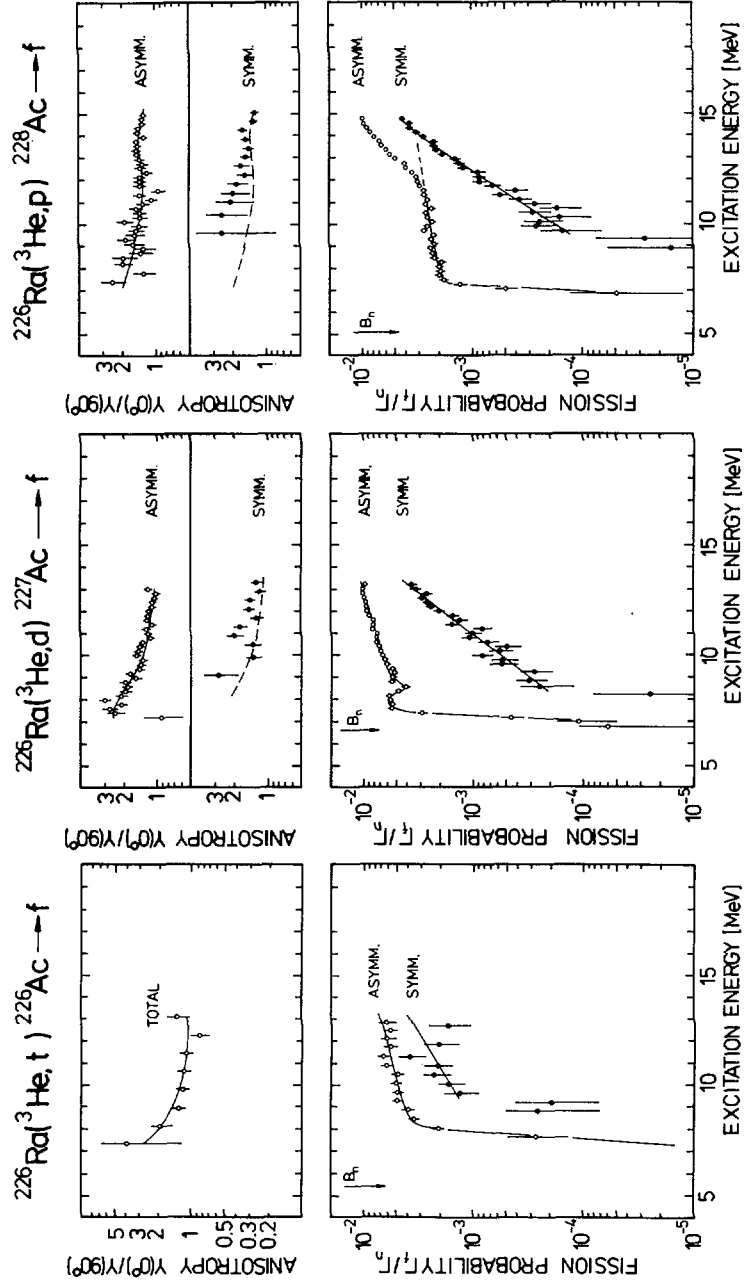 ²²⁶Ra(³He,t) ²²⁶Ac → f
ANISOTROPY Y(0°)/Y(90°)
5
3
2
1
0.5
0.3
0.2
TOTAL
FISSION PROBABILITY Γf/Γn
10⁻²
10⁻³
10⁻⁴
10⁻⁵
Bn
ASYMM.
SYMM.
5
10
15
EXCITATION ENERGY [MeV]
²²⁶Ra(³He,d) ²²⁷Ac → f
ANISOTROPY Y(0°)/Y(90°)
3
2
1
ASYMM.
3
2
1
SYMM.
FISSION PROBABILITY Γf/Γn
10⁻²
10⁻³
10⁻⁴
10⁻⁵
Bn
ASYMM.
SYMM.
5
10
15
EXCITATION ENERGY [MeV]
²²⁶Ra(³He,p) ²²⁸Ac → f
ANISOTROPY Y(0°)/Y(90°)
3
2
1
ASYMM.
3
2
1
SYMM.
FISSION PROBABILITY Γf/Γn
10⁻²
10⁻³
10⁻⁴
10⁻⁵
Bn
ASYMM.
SYMM.
5
10
15
EXCITATION ENERGY [MeV]